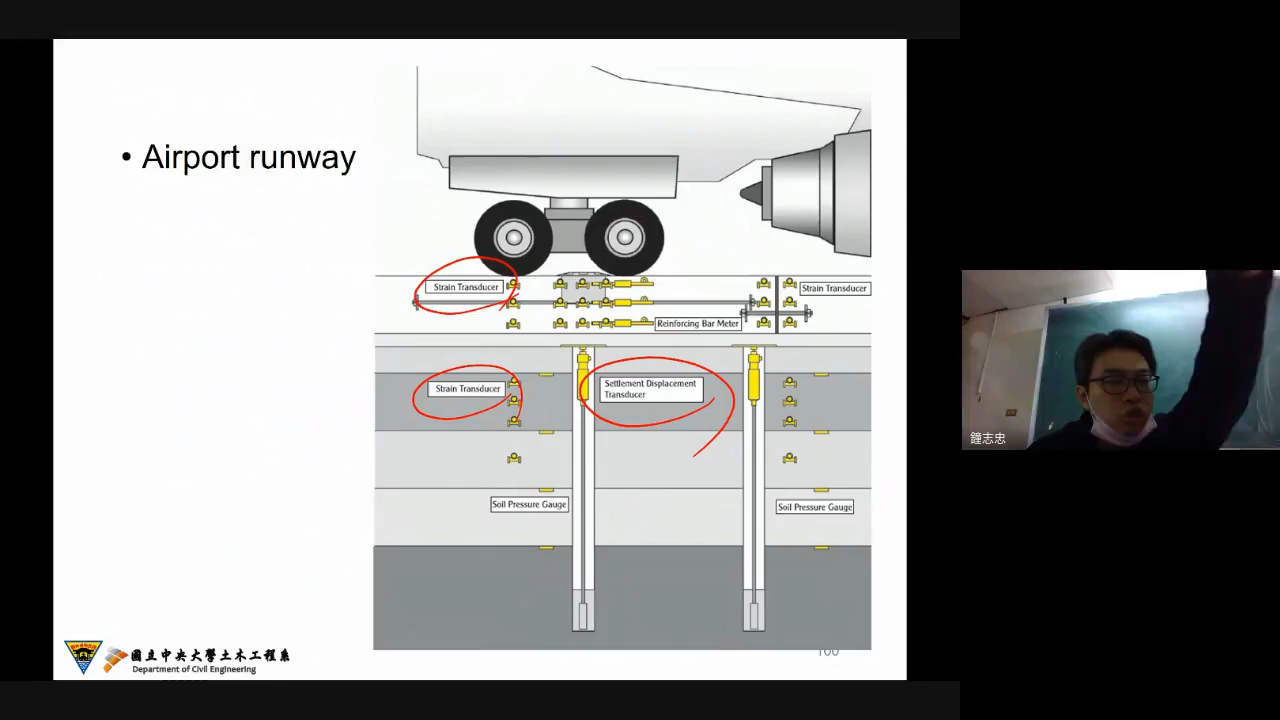 • Airport runway
Strain Transducer
Strain Transducer
Reinforcing Bar Meter
Strain Transducer
Settlement Displacement
Transducer
Soil Pressure Gauge
Soil Pressure Gauge
鐘志忠
國立中央大學土木工程系
Department of Civil Engineering